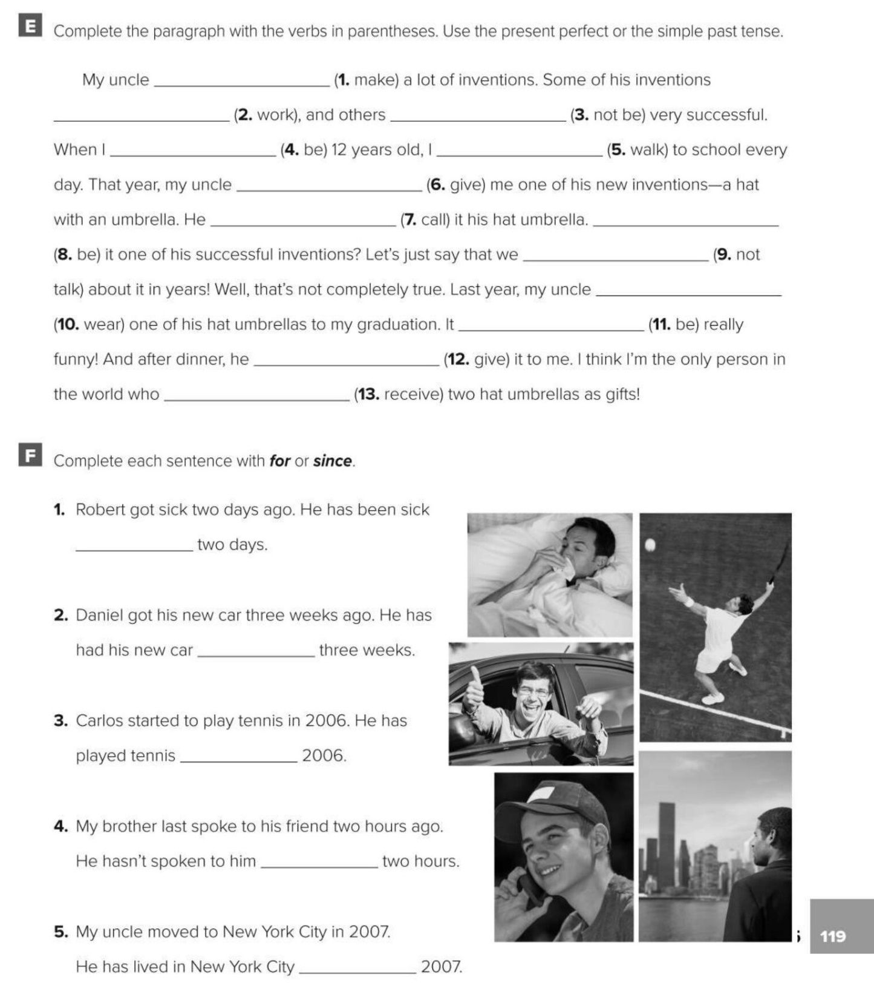 E Complete the paragraph with the verbs in parentheses. Use the present perfect or the simple past tense.
My uncle ____________________ (1. make) a lot of inventions. Some of his inventions
____________________ (2. work), and others ____________________ (3. not be) very successful.
When I ____________________ (4. be) 12 years old, I ____________________ (5. walk) to school every
day. That year, my uncle ____________________ (6. give) me one of his new inventions—a hat
with an umbrella. He ____________________ (7. call) it his hat umbrella. ____________________
(8. be) it one of his successful inventions? Let's just say that we ____________________ (9. not
talk) about it in years! Well, that's not completely true. Last year, my uncle ____________________
(10. wear) one of his hat umbrellas to my graduation. It ____________________ (11. be) really
funny! And after dinner, he ____________________ (12. give) it to me. I think I'm the only person in
the world who ____________________ (13. receive) two hat umbrellas as gifts!
F Complete each sentence with for or since.
1. Robert got sick two days ago. He has been sick
_____________ two days.
2. Daniel got his new car three weeks ago. He has
had his new car _____________ three weeks.
3. Carlos started to play tennis in 2006. He has
played tennis _____________ 2006.
4. My brother last spoke to his friend two hours ago.
He hasn't spoken to him _____________ two hours.
5. My uncle moved to New York City in 2007.
He has lived in New York City _____________ 2007.
119